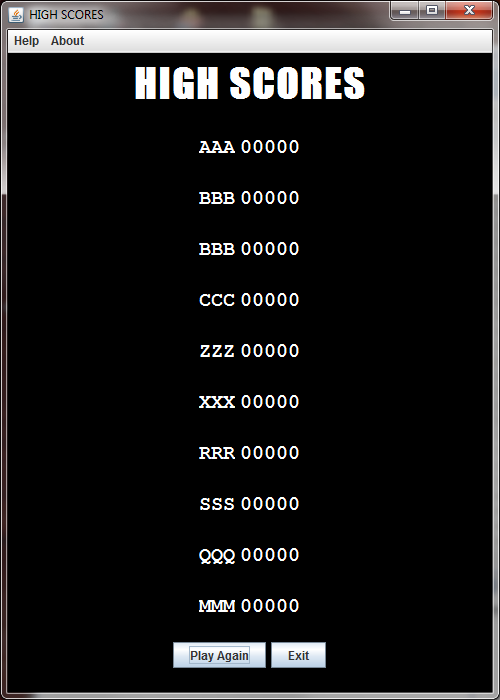 HIGH SCORES
Help About
HIGH SCORES
AAA 00000
BBB 00000
BBB 00000
CCC 00000
ZZZ 00000
XXX 00000
RRR 00000
SSS 00000
QQQ 00000
MMM 00000
Play Again Exit